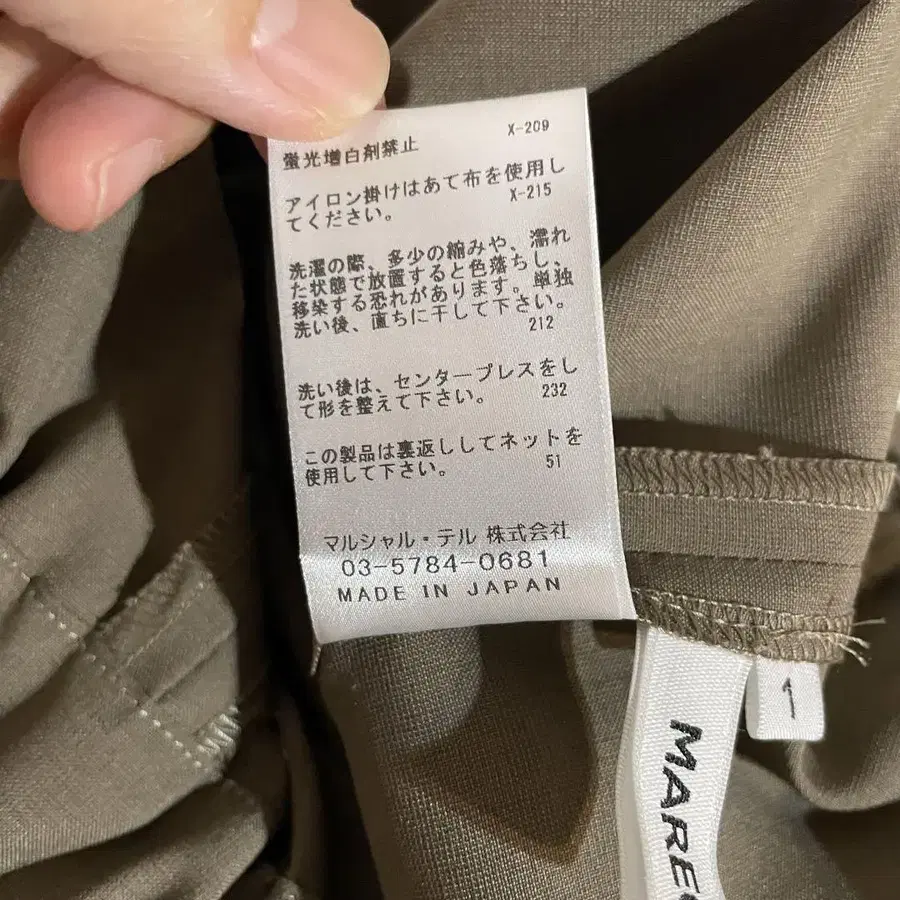 蛍光増白剤禁止 X-209
アイロン掛けはあて布を使用し
てください。 X-215
洗濯の際、多少の縮みや、濡れ
た状態で放置すると色落ちし、
移染する恐れがあります。単独
洗い後、直ちに干して下さい。
212
洗い後は、センタープレスをし
て形を整えて下さい。 232
この製品は裏返ししてネットを
使用して下さい。 51
マルシャル・テル 株式会社
03-5784-0681
MADE IN JAPAN
1